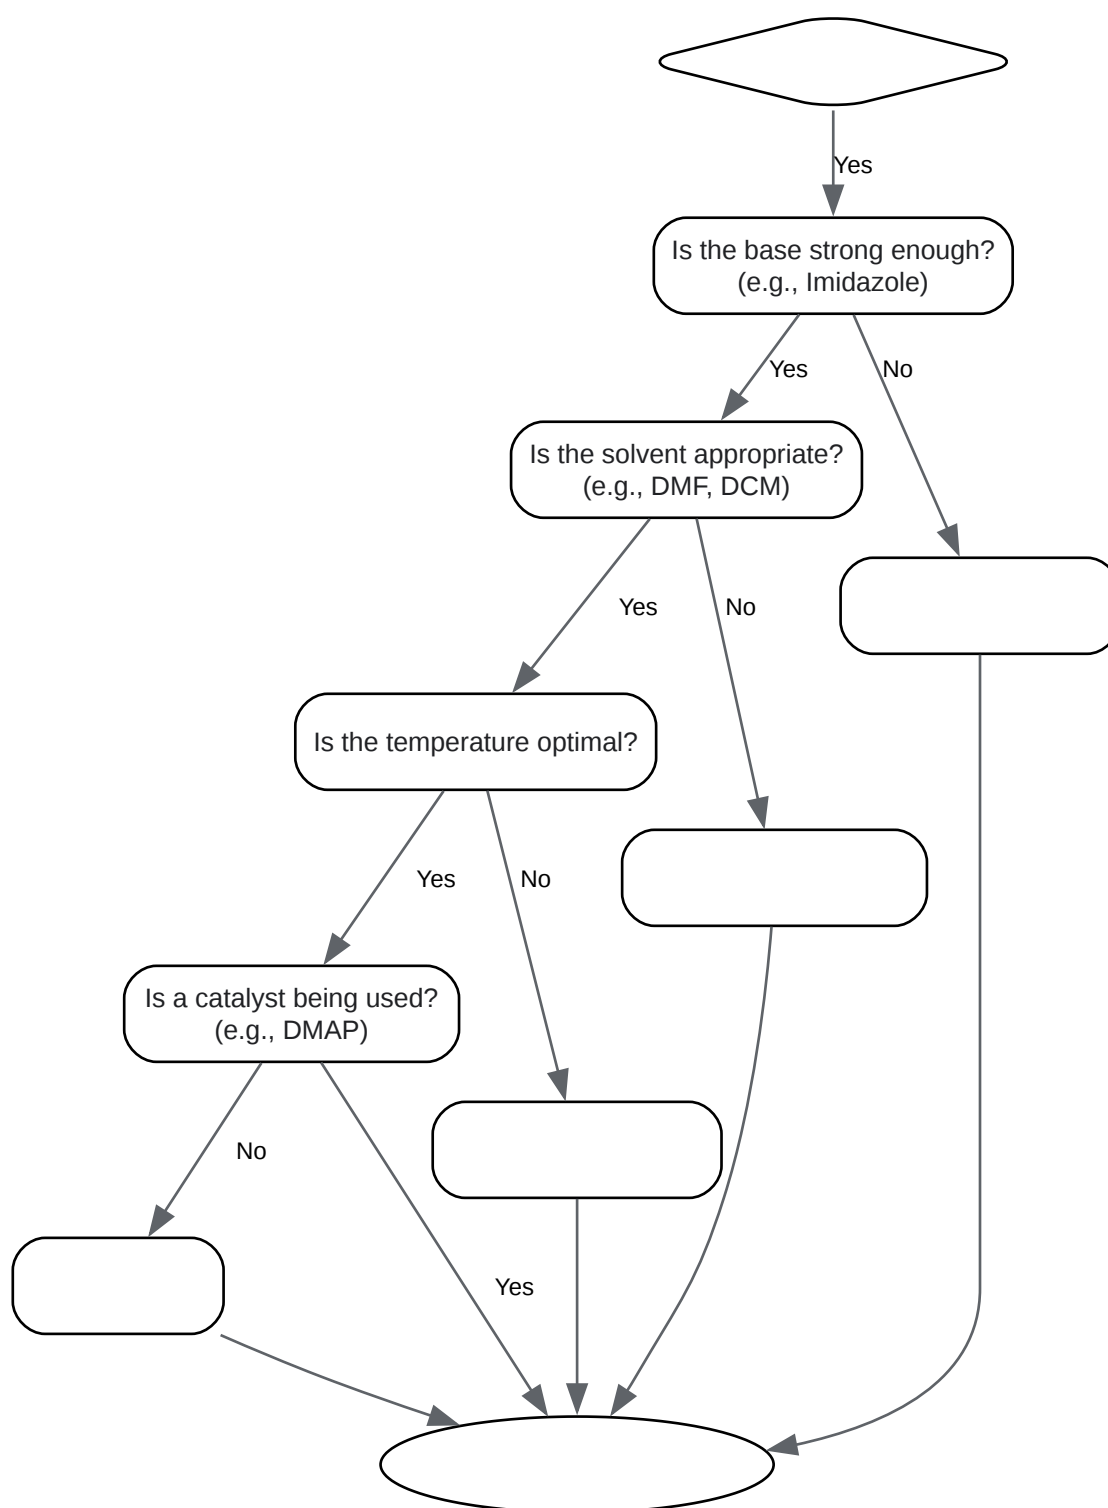 Yes
Is the base strong enough?
(e.g., Imidazole)
Yes
No
Is the solvent appropriate?
(e.g., DMF, DCM)
Yes
No
Is the temperature optimal?
Yes
No
Is a catalyst being used?
(e.g., DMAP)
No
Yes